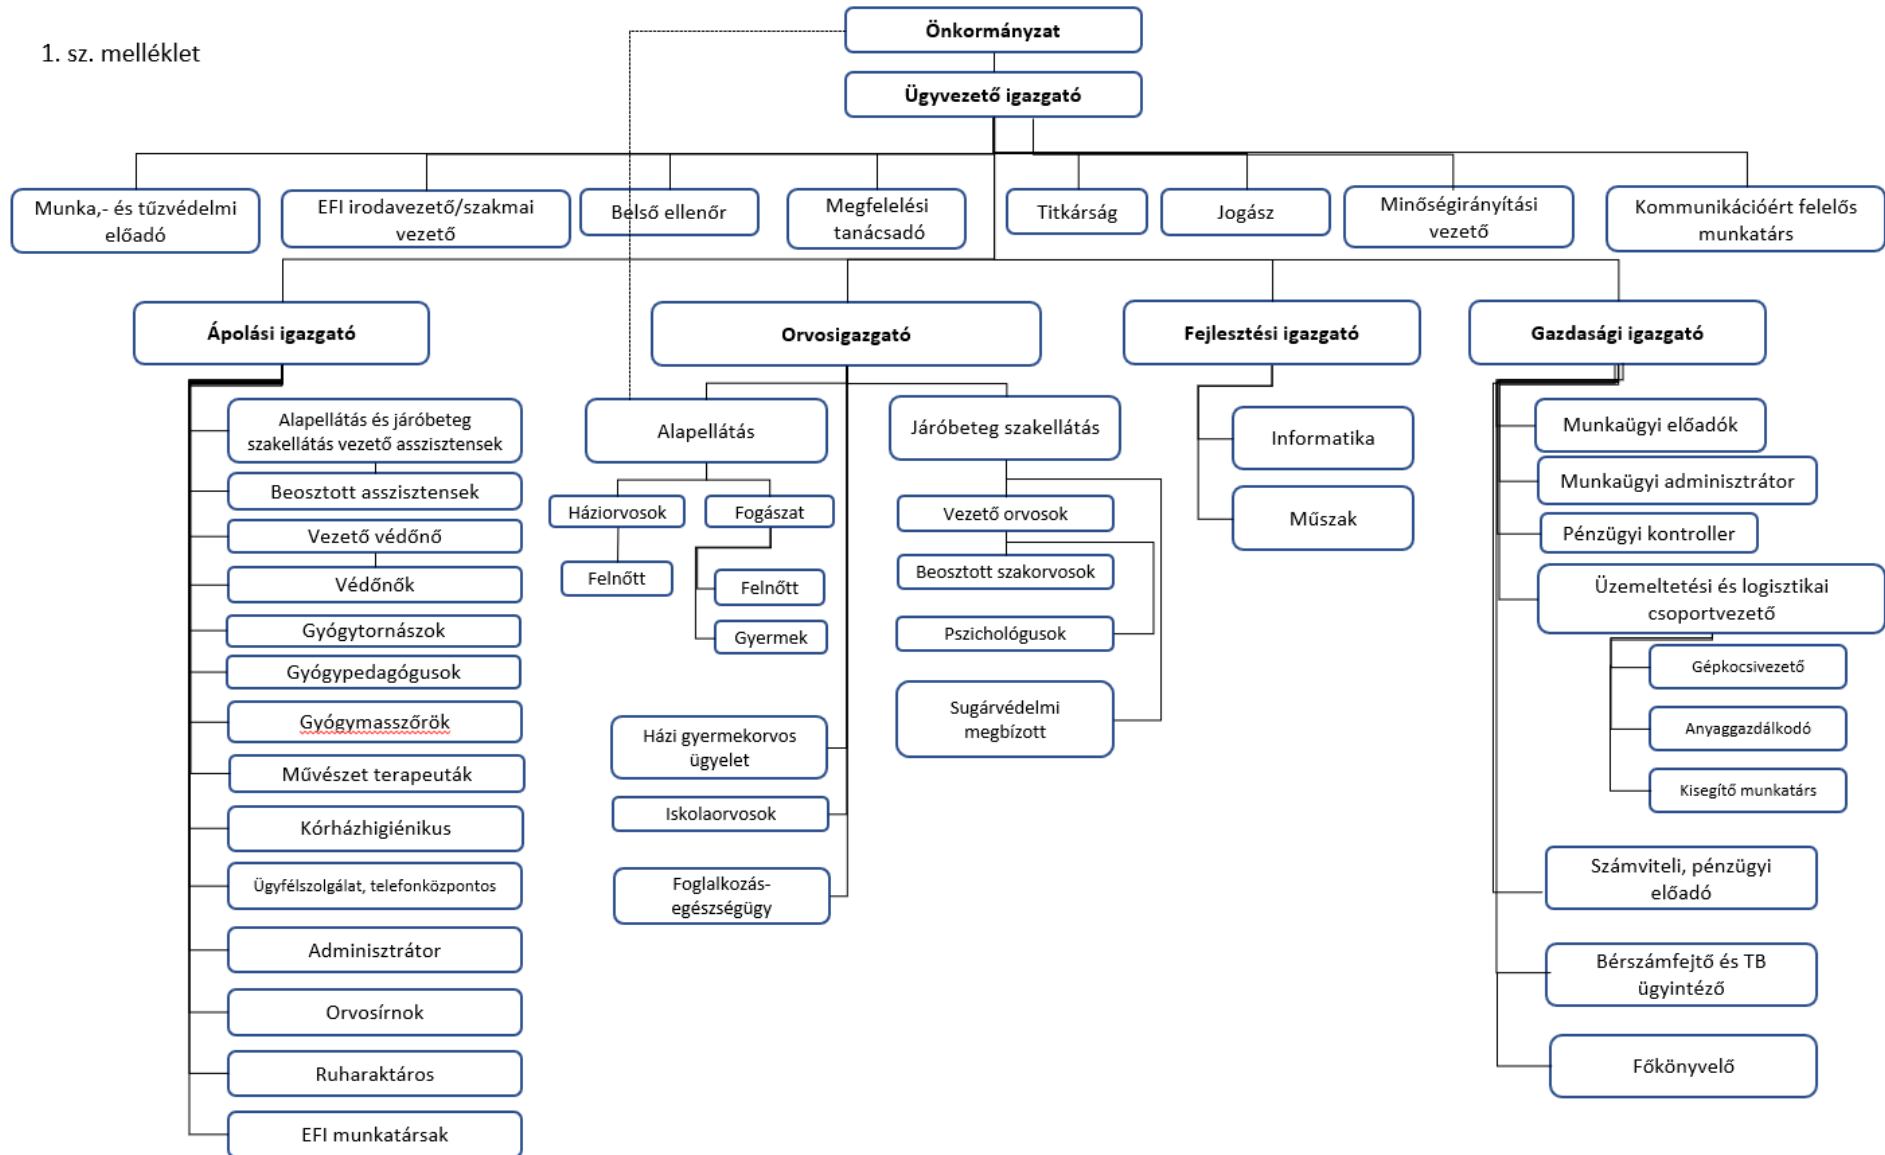 1. sz. melléklet
Önkormányzat
Ügyvezető igazgató
Munka,- és tűzvédelmi
előadó
EFI irodavezető/szakmai
vezető
Belső ellenőr
Megfelelési
tanácsadó
Titkárság
Jogász
Minőségirányítási
vezető
Kommunikációért felelős
munkatárs
Ápolási igazgató
Orvosigazgató
Fejlesztési igazgató
Gazdasági igazgató
Alapellátás és járóbeteg
szakellátás vezető asszisztensek
Beosztott asszisztensek
Vezető védőnő
Védőnők
Gyógytornászok
Gyógypedagógusok
Gyógymasszőrök
Művészet terapeuták
Kórházhigiénikus
Ügyfélszolgálat, telefonközpontos
Adminisztrátor
Orvosírnok
Ruharaktáros
EFI munkatársak
Alapellátás
Háziorvosok
Fogászat
Felnőtt
Felnőtt
Gyermek
Házi gyermekorvos
ügyelet
Iskolaorvosok
Foglalkozás-
egészségügy
Járóbeteg szakellátás
Vezető orvosok
Beosztott szakorvosok
Pszichológusok
Sugárvédelmi
megbízott
Informatika
Műszak
Munkaügyi előadók
Munkaügyi adminisztrátor
Pénzügyi kontroller
Üzemeltetési és logisztikai
csoportvezető
Gépkocsivezető
Anyaggazdálkodó
Kisegítő munkatárs
Számviteli, pénzügyi
előadó
Bérszámfejtő és TB
ügyintéző
Főkönyvelő